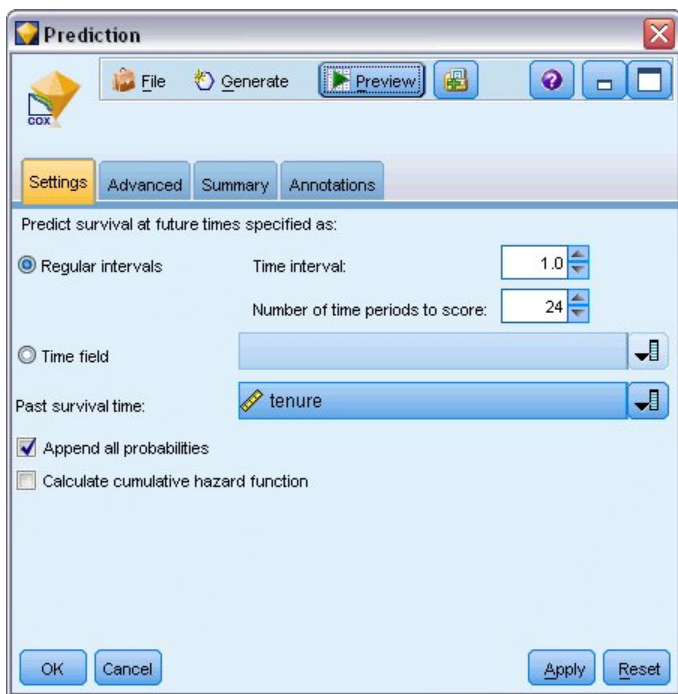 Prediction
COX
File Generate Preview
Settings Advanced Summary Annotations
Predict survival at future times specified as:
Regular intervals Time interval: 1.0
Number of time periods to score: 24
Time field
Past survival time: tenure
Append all probabilities
Calculate cumulative hazard function
OK Cancel Apply Reset